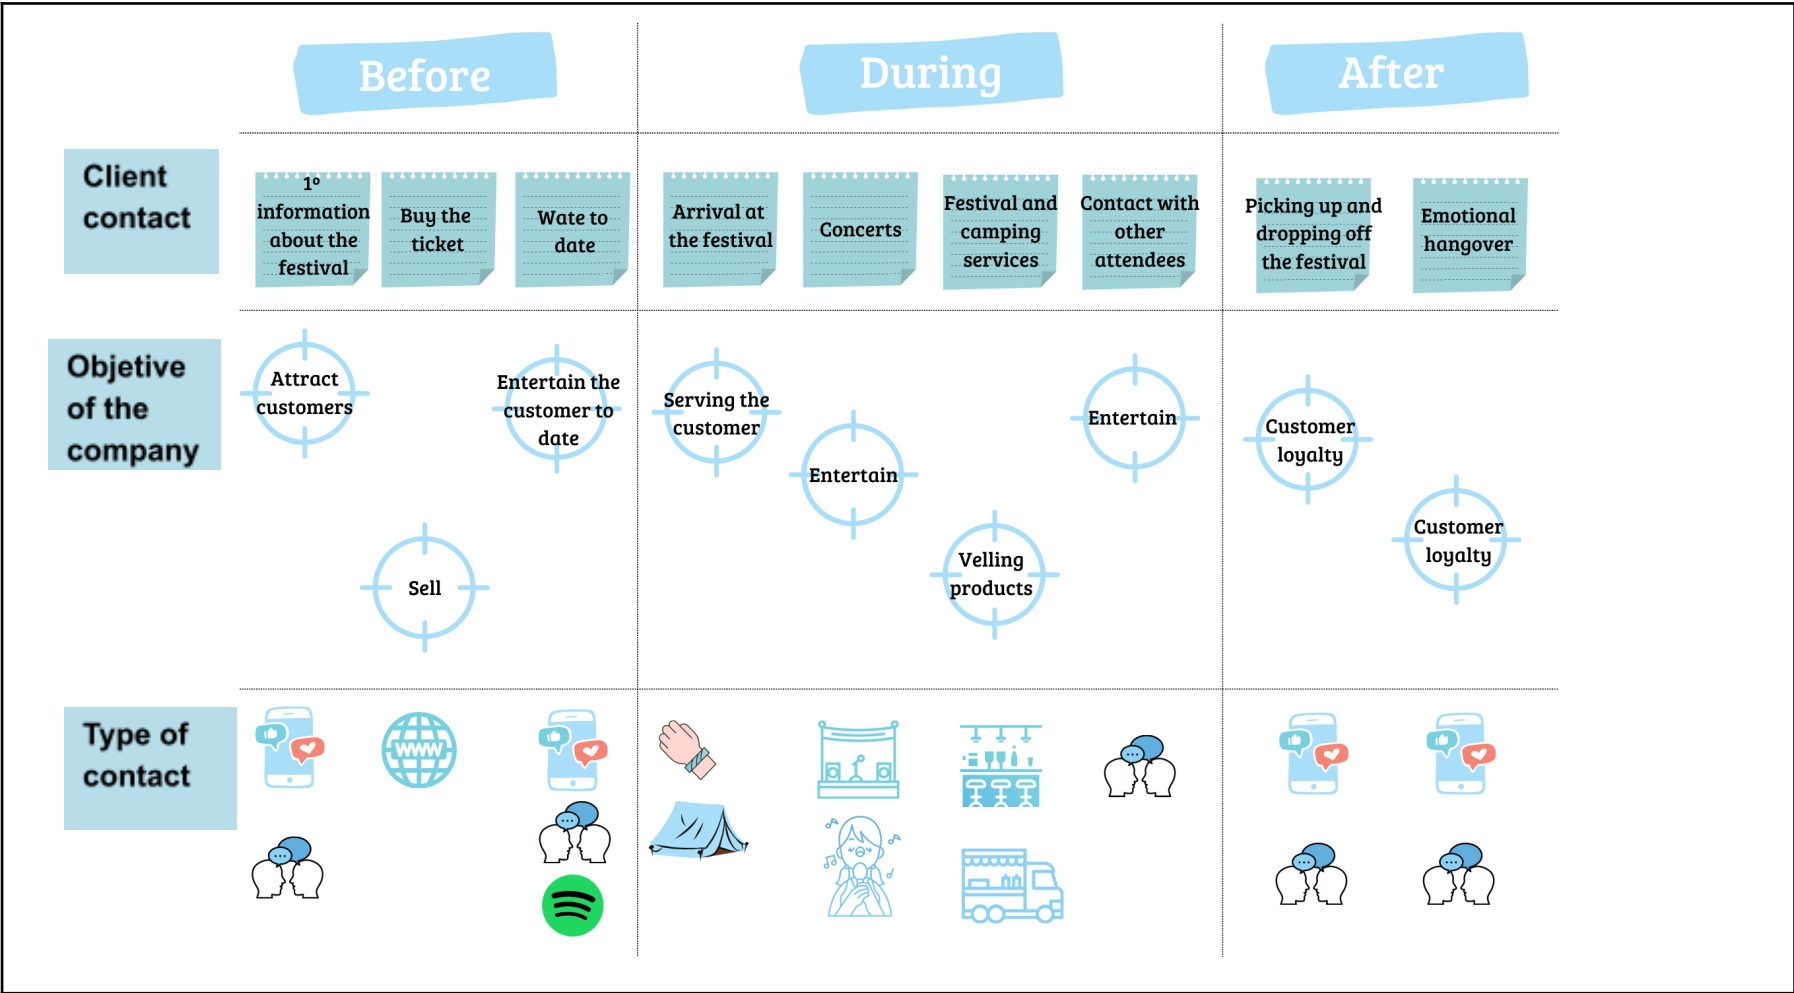 Before
During
After
Client
contact
1º
information
about the
festival
Buy the
ticket
Wate to
date
Arrival at
the festival
Concerts
Festival and
camping
services
Contact with
other
attendees
Picking up and
dropping off
the festival
Emotional
hangover
Objetive
of the
company
Attract
customers
Sell
Entertain the
customer to
date
Serving the
customer
Entertain
Velling
products
Entertain
Customer
loyalty
Customer
loyalty
Type of
contact
WWW